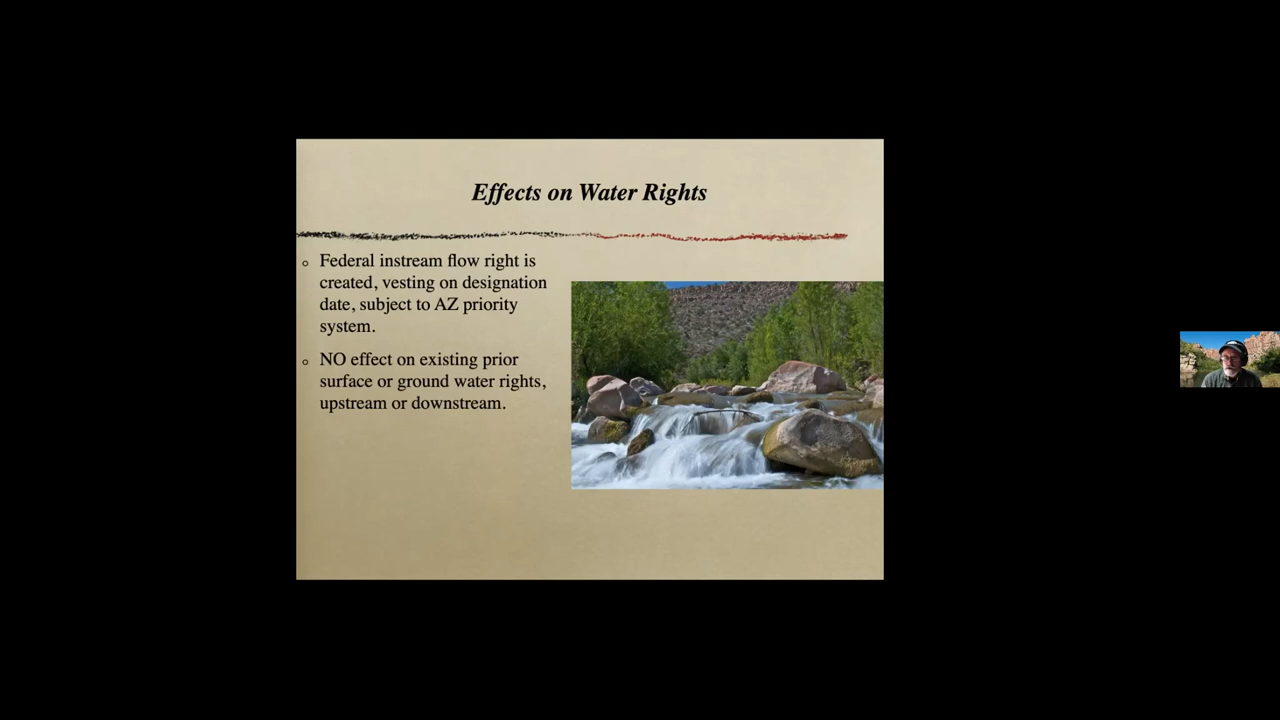 Effects on Water Rights
Federal instream flow right is
created, vesting on designation
date, subject to AZ priority
system.
NO effect on existing prior
surface or ground water rights,
upstream or downstream.